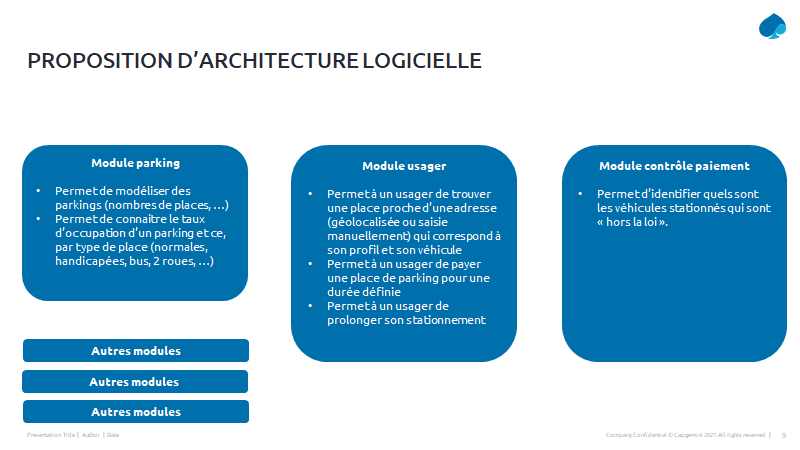 PROPOSITION D’ARCHITECTURE LOGICIELLE
Module parking
• Permet de modéliser des
parkings (nombres de places, …)
• Permet de connaitre le taux
d’occupation d’un parking et ce,
par type de place (normales,
handicapées, bus, 2 roues, …)
Module usager
• Permet à un usager de trouver
une place proche d’une adresse
(géolocalisée ou saisie
manuellement) qui correspond à
son profil et son véhicule
• Permet à un usager de payer
une place de parking pour une
durée définie
• Permet à un usager de
prolonger son stationnement
Module contrôle paiement
• Permet d’identifier quels sont
les véhicules stationnés qui sont
« hors la loi ».
Autres modules
Autres modules
Autres modules
Presentation Title | Author | Date
Company Confidential © Capgemini 2021. All rights reserved | 9